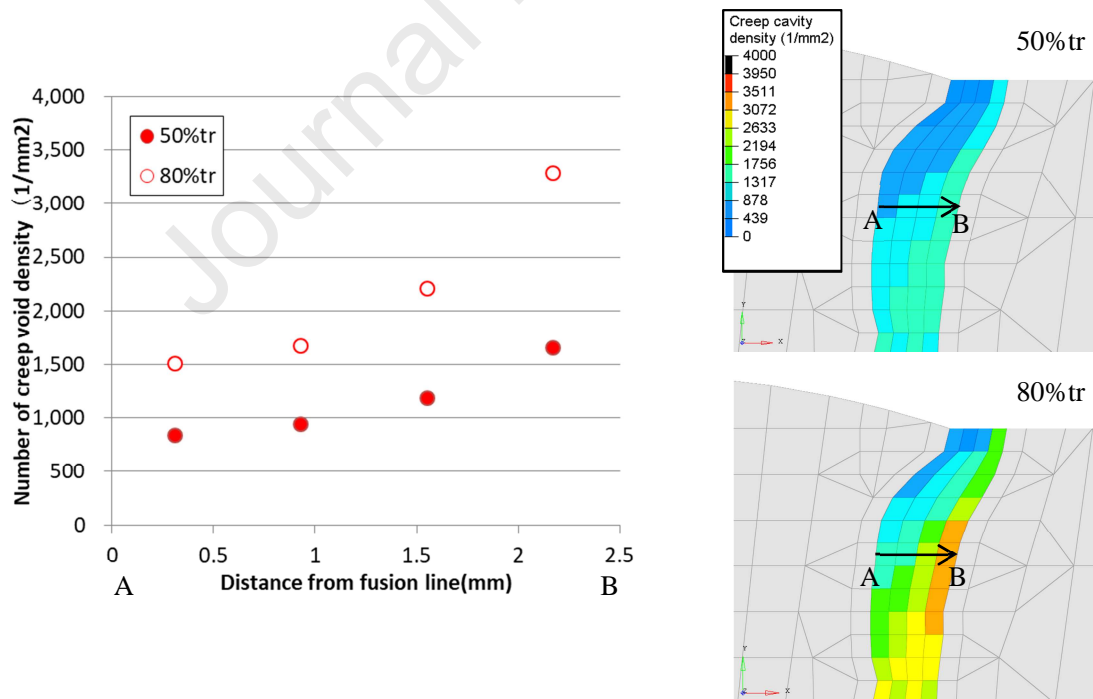 Journal
4,000
3,500
3,000
2,500
2,000
1,500
1,000
500
0
Number of creep void density (1/mm2)
50%tr
80%tr
0
0.5
1
1.5
2
2.5
A
Distance from fusion line(mm)
B
Creep cavity
density (1/mm2)
4000
3950
3511
3072
2633
2194
1756
1317
878
439
0
50%tr
A
B
Y
Z
X
80%tr
A
B
Y
Z
X